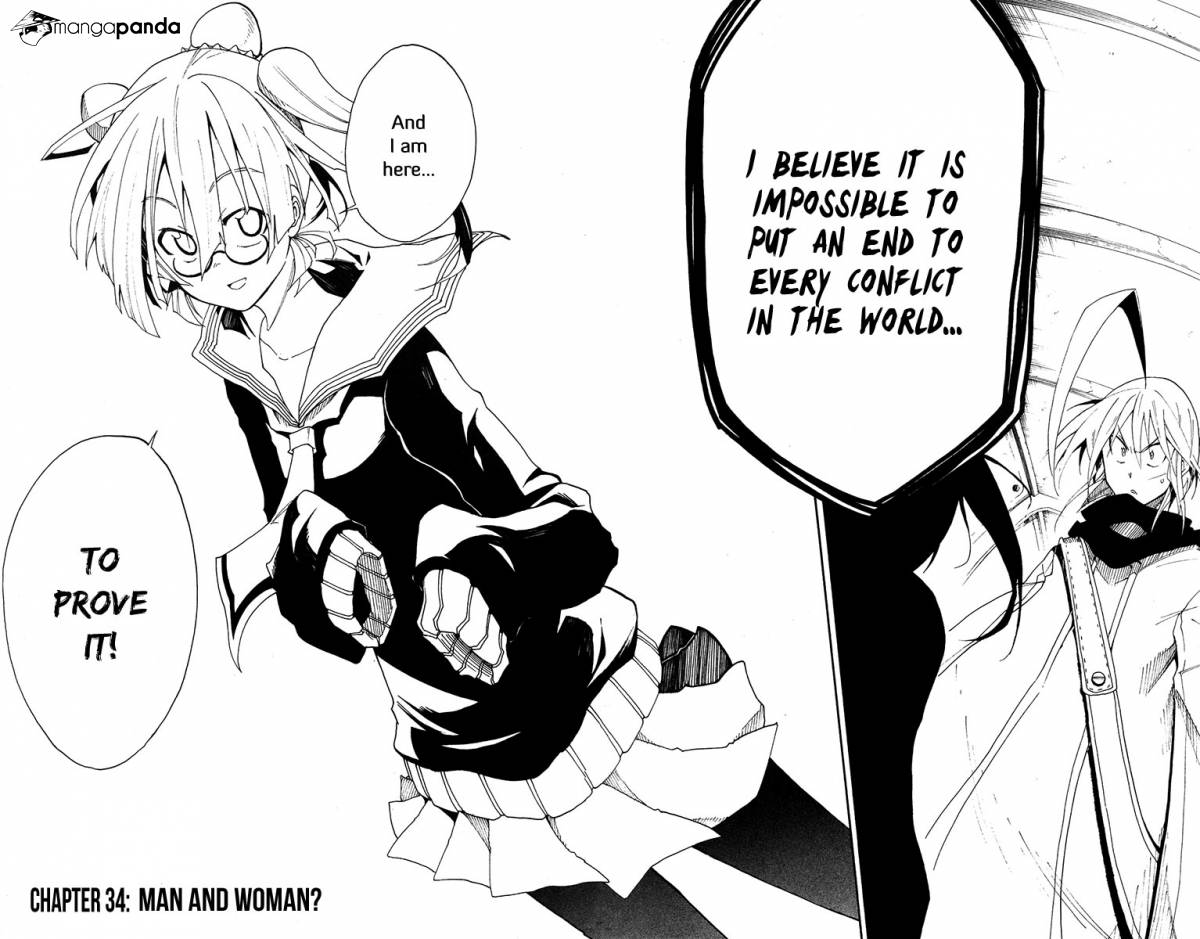 mangapanda
I BELIEVE IT IS
IMPOSSIBLE TO
PUT AN END TO
EVERY CONFLICT
IN THE WORLD...
And
I am
here...
TO
PROVE
IT!
CHAPTER 34: MAN AND WOMAN?